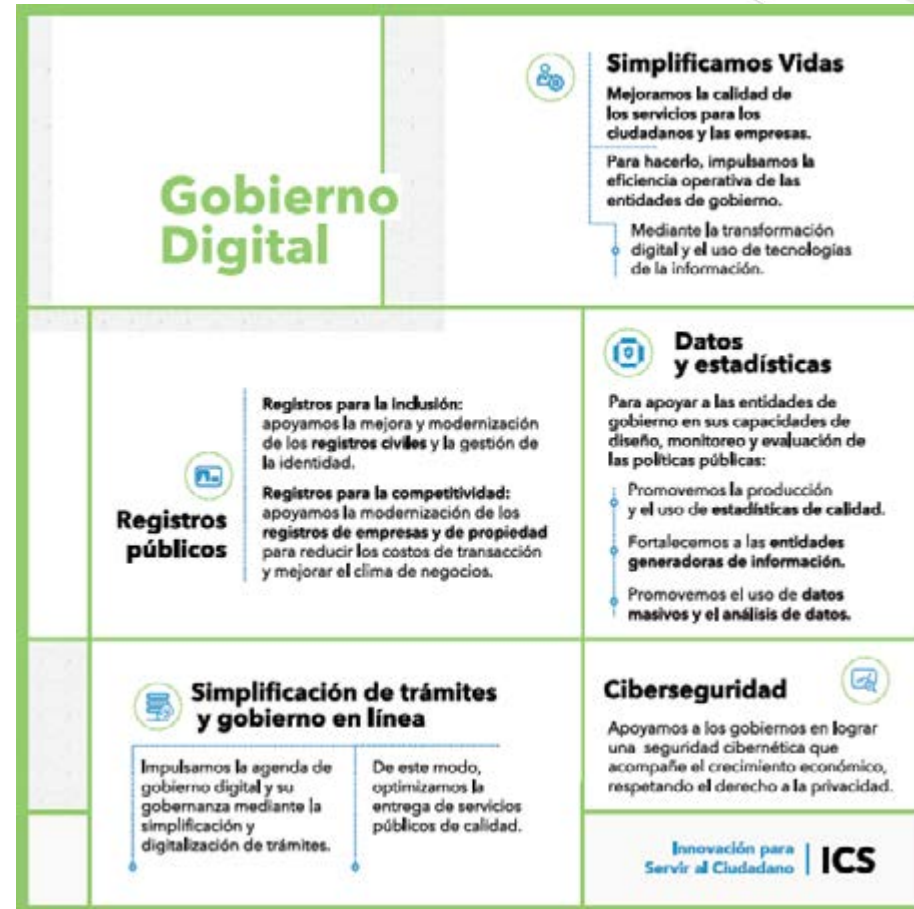 Gobierno
Digital
Simplificamos Vidas
Mejoramos la calidad de
los servicios para los
ciudadanos y las empresas.
Para hacerlo, impulsamos la
eficiencia operativa de las
entidades de gobierno.
Mediante la transformación
digital y el uso de tecnologías
de la información.
Registros
públicos
Registros para la inclusión:
apoyamos la mejora y modernización
de los registros civiles y la gestión de
la identidad.
Registros para la competitividad:
apoyamos la modernización de los
registros de empresas y de propiedad
para reducir los costos de transacción
y mejorar el clima de negocios.
Datos
y estadísticas
Para apoyar a las entidades de
gobierno en sus capacidades de
diseño, monitoreo y evaluación de
las políticas públicas:
Promovemos la producción
y el uso de estadísticas de calidad.
Fortalecemos a las entidades
generadoras de información.
Promovemos el uso de datos
masivos y el análisis de datos.
Simplificación de trámites
y gobierno en línea
Impulsamos la agenda de
gobierno digital y su
gobernanza mediante la
simplificación y
digitalización de trámites.
De este modo,
optimizamos la
entrega de servicios
públicos de calidad.
Ciberseguridad
Apoyamos a los gobiernos en lograr
una seguridad cibernética que
acompañe el crecimiento económico,
respetando el derecho a la privacidad.
Innovación para
Servir al Ciudadano | ICS